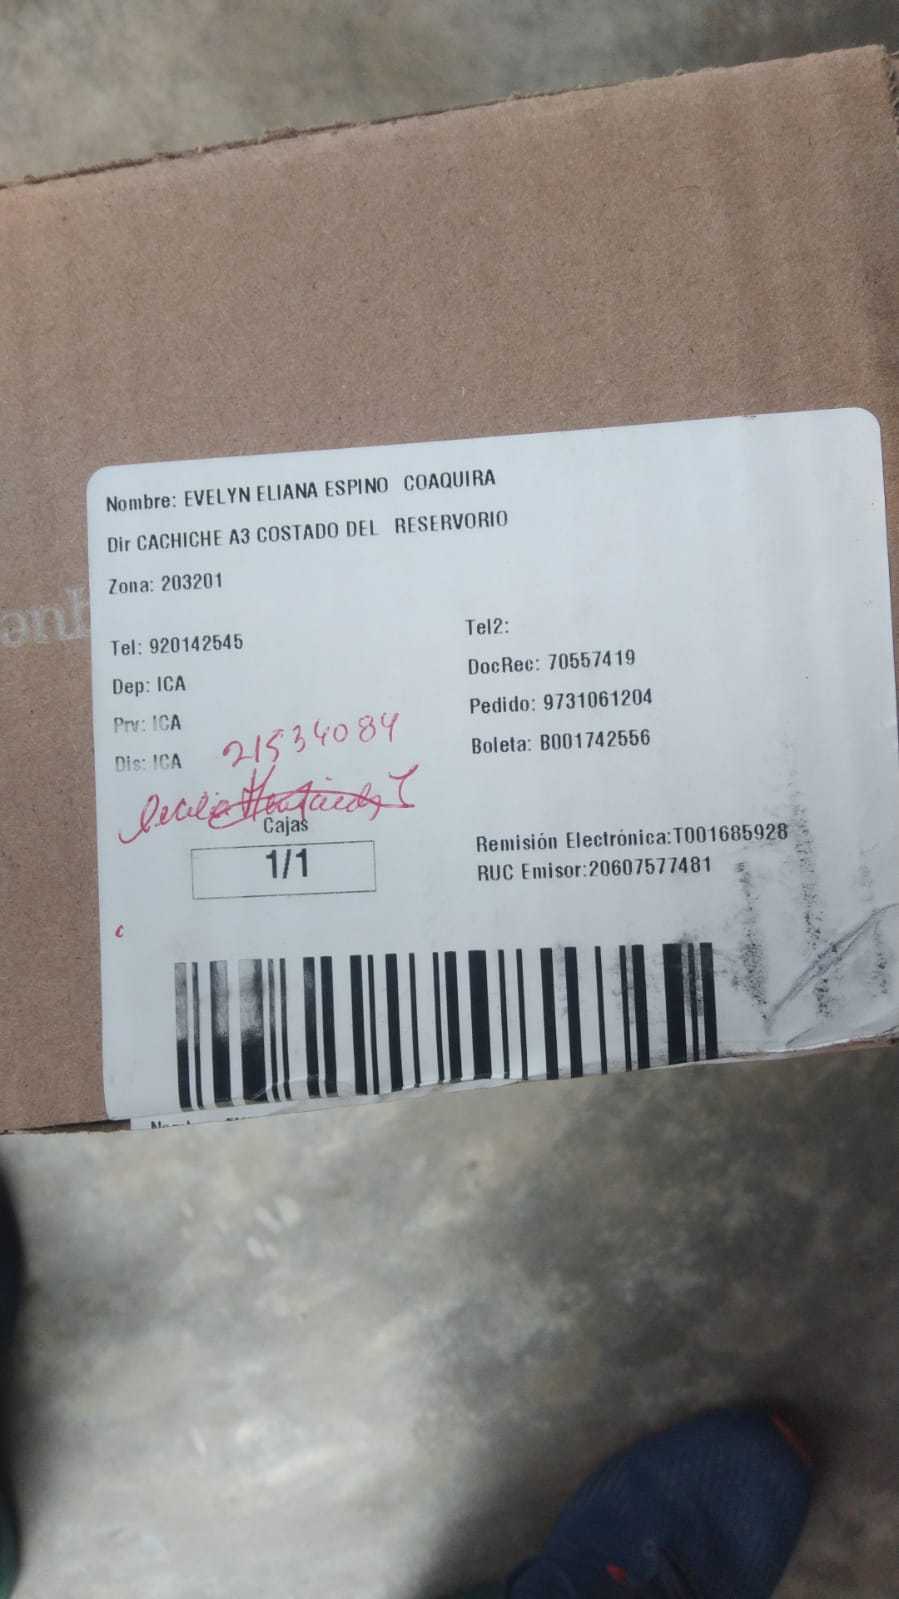 Nombre: EVELYN ELIANA ESPINO COAQUIRA
Dir CACHICHE A3 COSTADO DEL RESERVORIO
Zona: 203201
Tel: 920142545
Tel2:
Dep: ICA
DocRec: 70557419
Prv: ICA
Pedido: 9731061204
Dis: ICA
Boleta: B001742556
21534084
Cajas
1/1
Remisión Electrónica:T001685928
RUC Emisor:20607577481